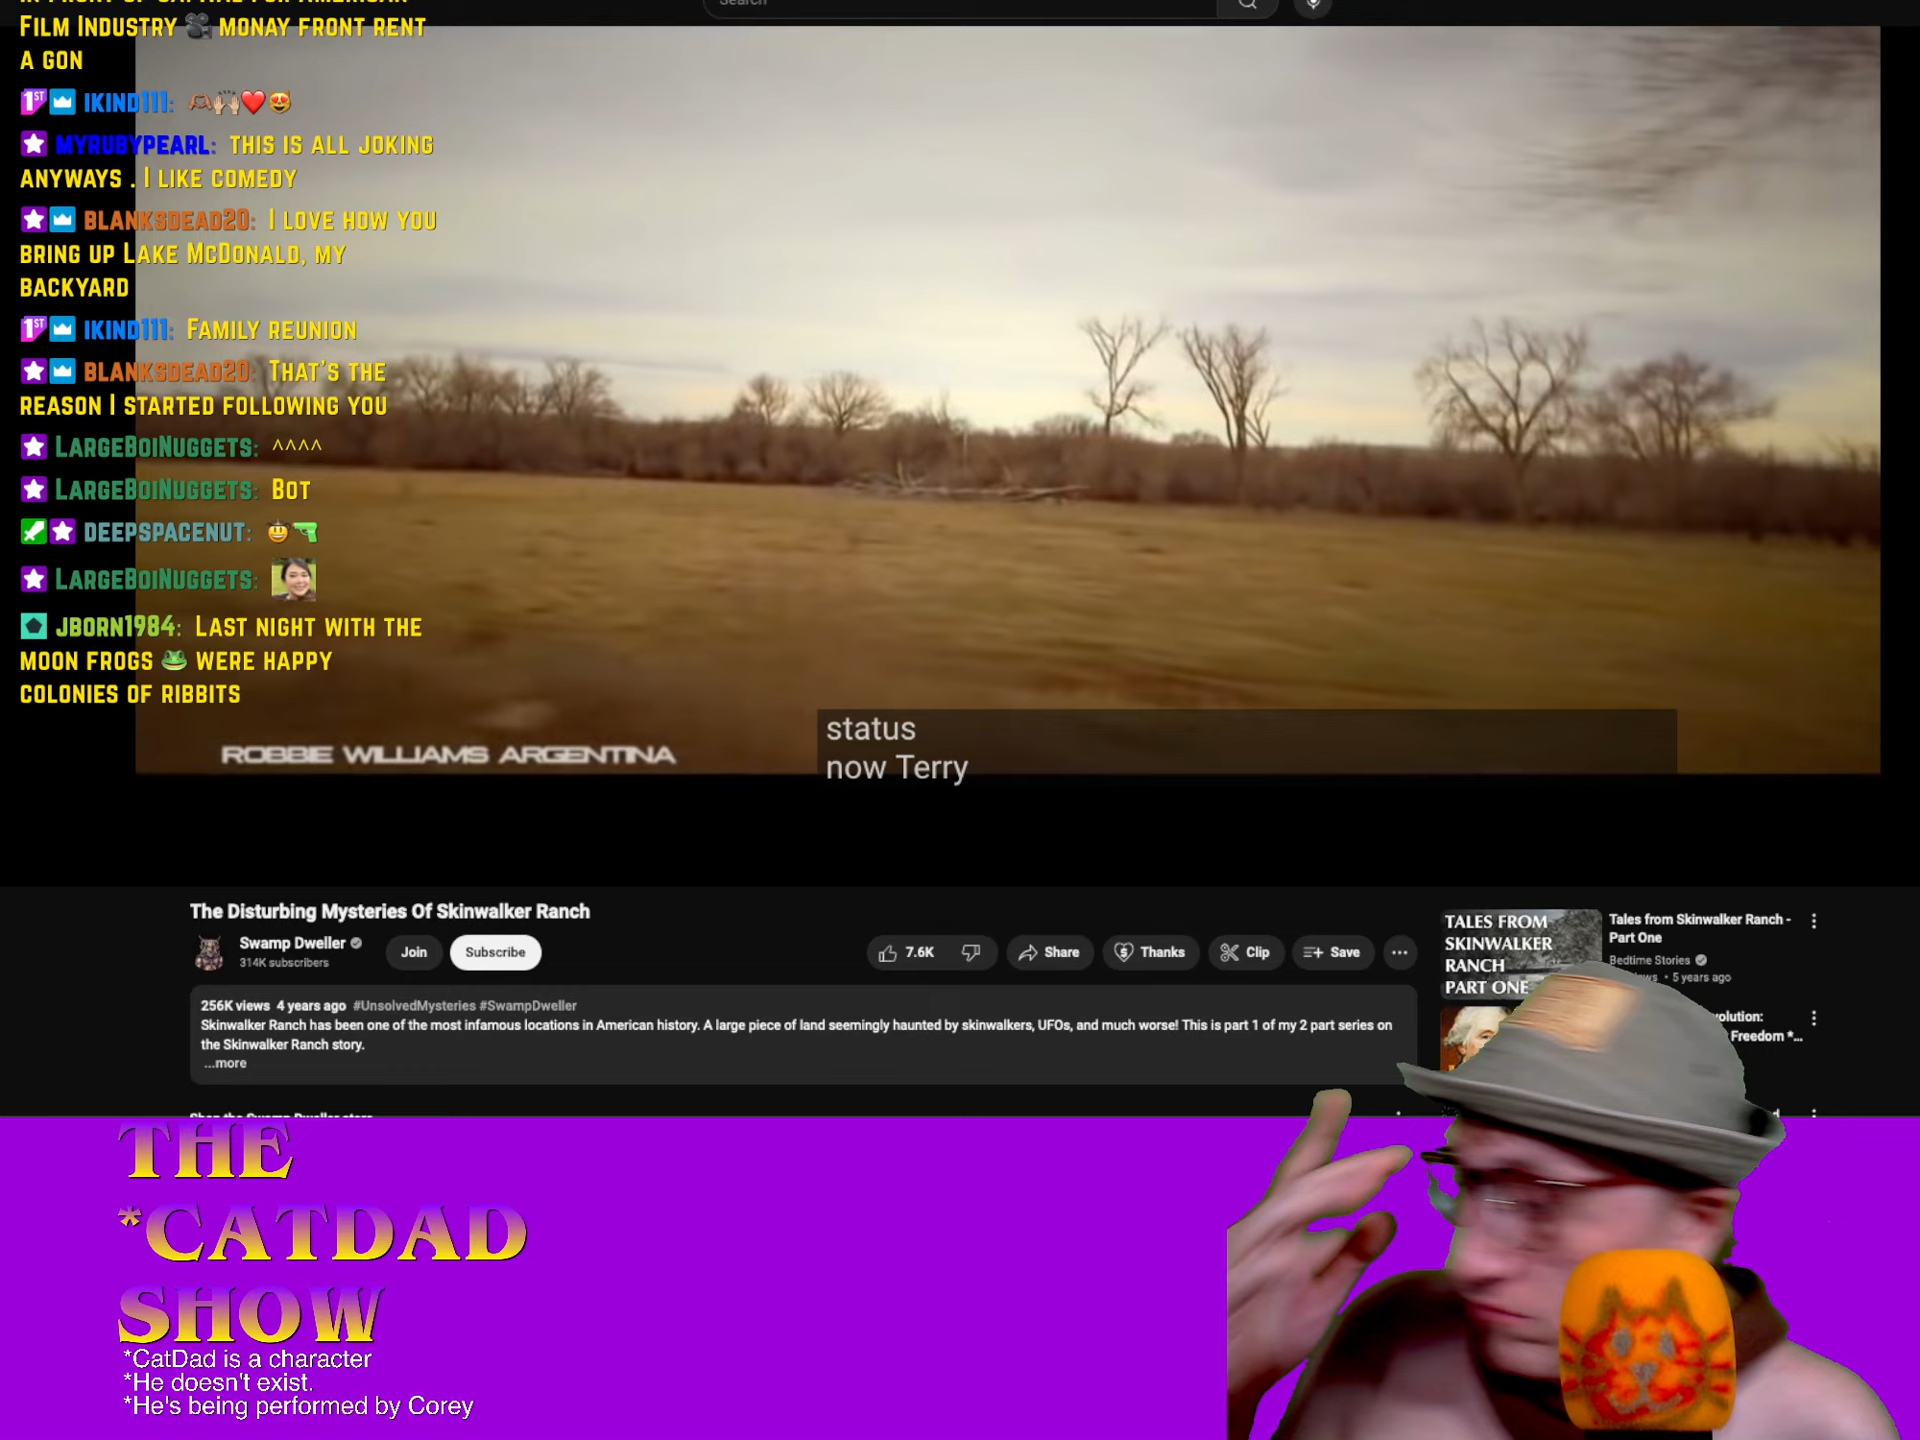 Film Industry 🎥 monay front rent
a gon
Search
1ST IKIND111: 🫶🏼🙌🏼❤️😻
MYRUBYPEARL: this is all joking
anyways . I like comedy
BLANKSDEAD20: I love how you
bring up Lake McDonald, my
backyard
1ST IKIND111: Family reunion
BLANKSDEAD20: That's the
reason I started following you
LargeBoiNuggets: ^^^^
LargeBoiNuggets: Bot
DEEPSPACENUT: 🤠🔫
LargeBoiNuggets:
JBORN1984: Last night with the
moon frogs 🐸 were happy
colonies of ribbits
ROBBIE WILLIAMS ARGENTINA
status
now Terry
The Disturbing Mysteries Of Skinwalker Ranch
Swamp Dweller
314K subscribers
Join
Subscribe
7.6K
Share
Thanks
Clip
Save
256K views 4 years ago #UnsolvedMysteries #SwampDweller
Skinwalker Ranch has been one of the most infamous locations in American history. A large piece of land seemingly haunted by skinwalkers, UFOs, and much worse! This is part 1 of my 2 part series on
the Skinwalker Ranch story.
...more
TALES FROM
SKINWALKER
RANCH
PART ONE
Tales from Skinwalker Ranch -
Part One
Bedtime Stories
• 5 years ago
Freedom *...
THE
*CATDAD
SHOW
*CatDad is a character
*He doesn't exist.
*He's being performed by Corey